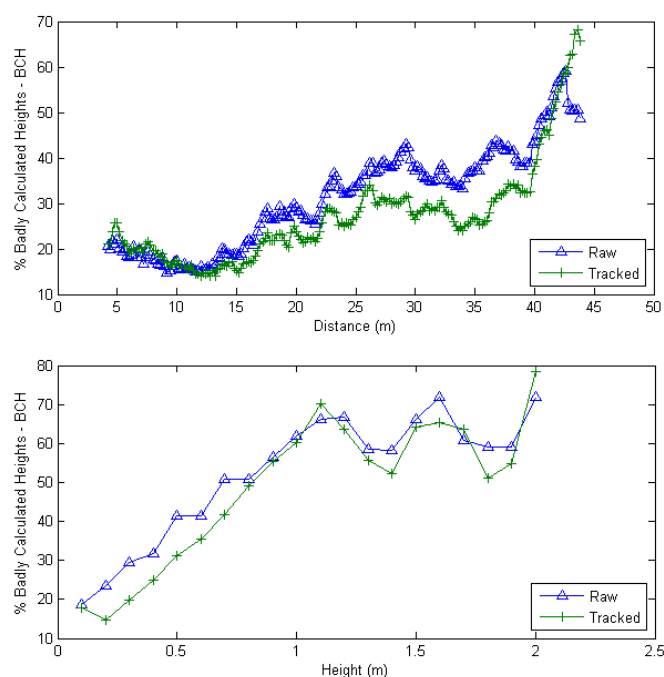 70
60
50
40
30
20
10
% Badly Calculated Heights - BCH
0 5 10 15 20 25 30 35 40 45 50
Distance (m)
Raw
Tracked
80
70
60
50
40
30
20
10
% Badly Calculated Heights - BCH
0 0.5 1 1.5 2 2.5
Height (m)
Raw
Tracked